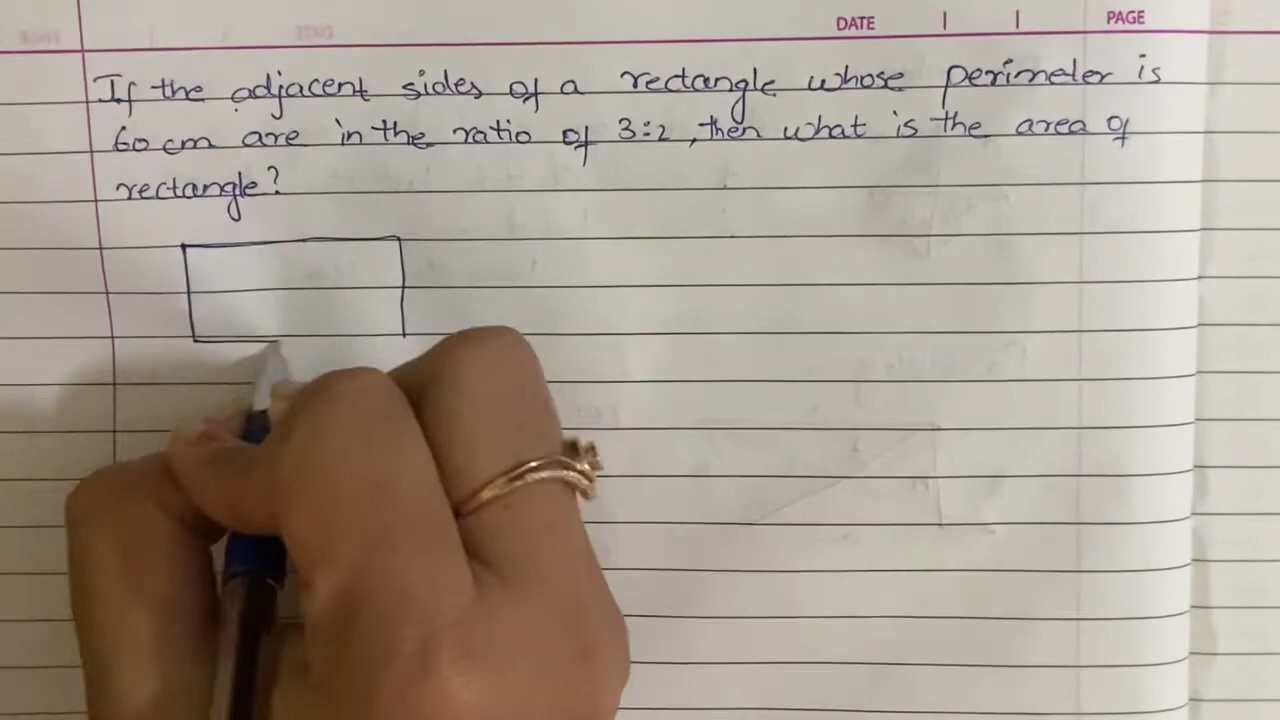 DATE | | PAGE
If the adjacent sides of a rectangle whose perimeter is
60 cm are in the ratio of 3:2, then what is the area of
rectangle?